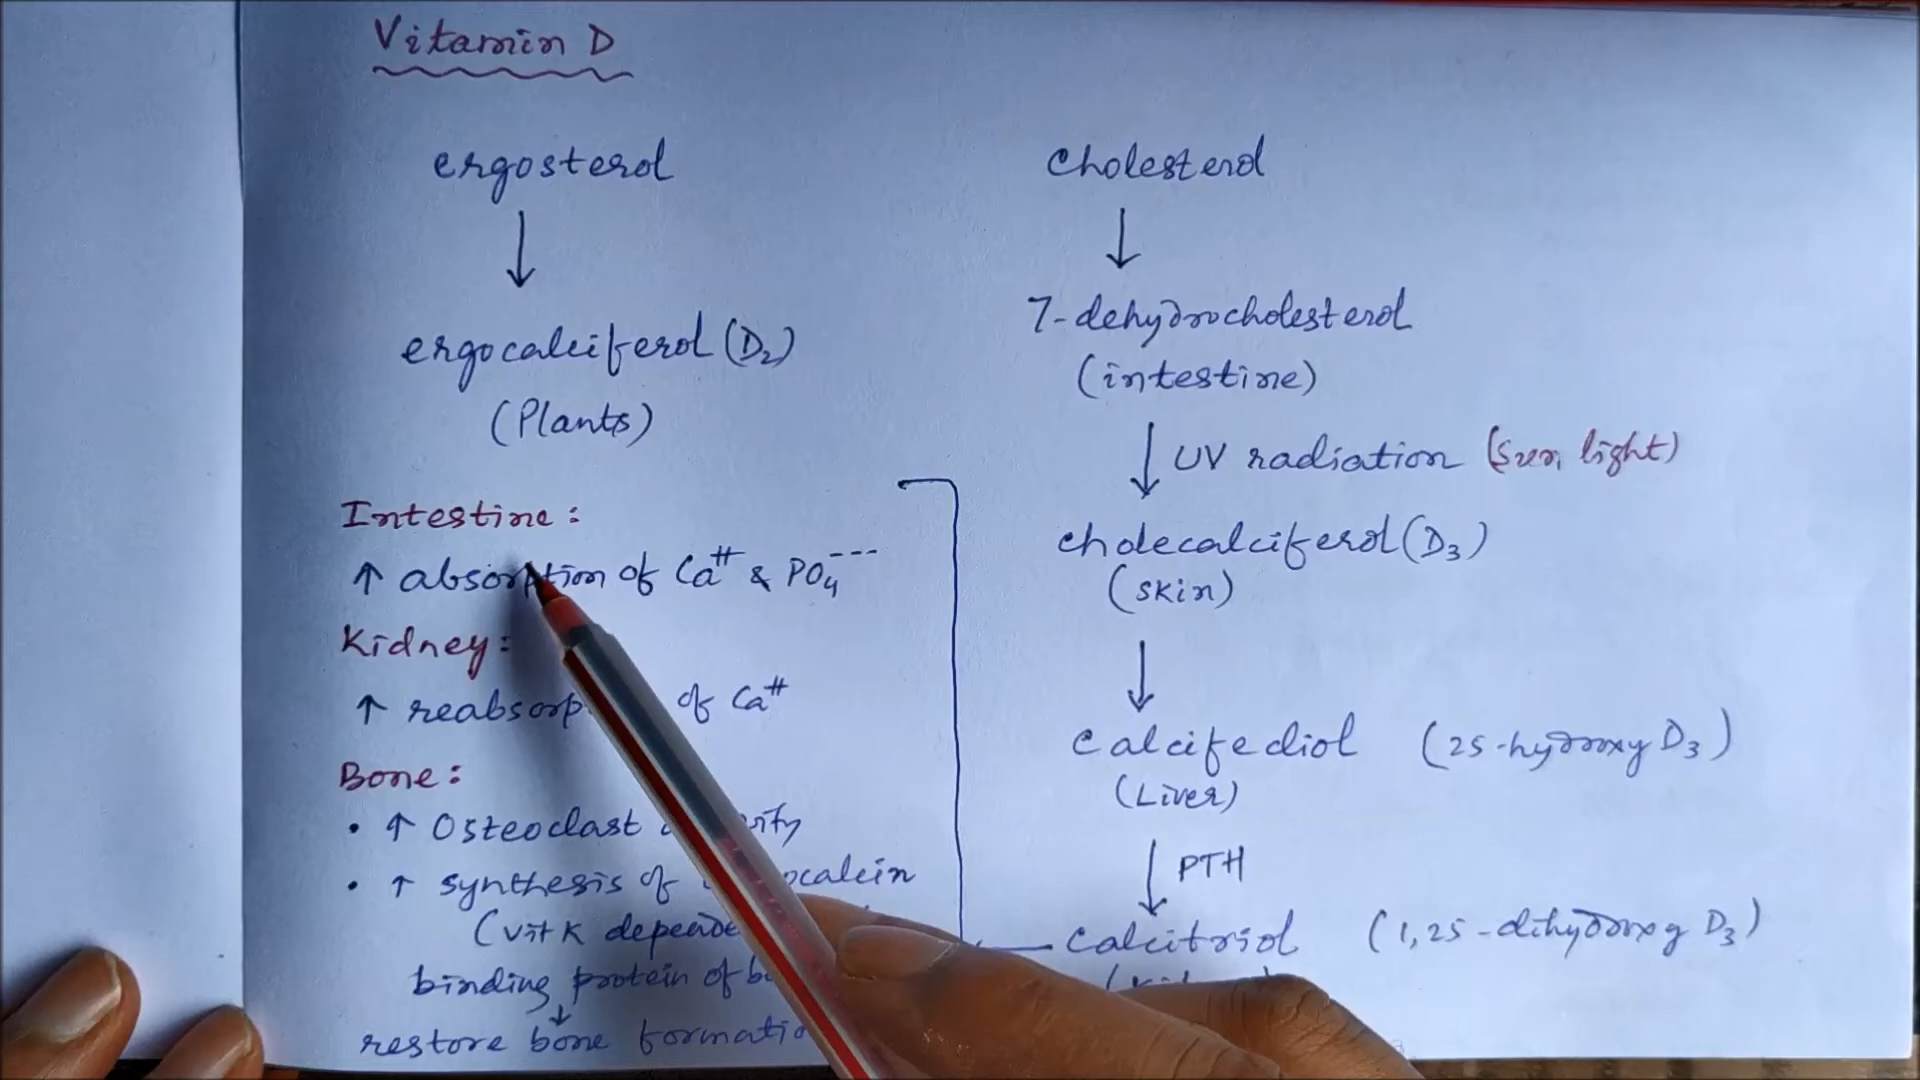 Vitamin D
ergosterol
↓
ergocalciferol (D₂)
(Plants)
Intestine :
↑ absorption of Ca⁺⁺ & PO₄⁻⁻⁻
Kidney :
↑ of Ca⁺⁺
Bone :
• ↑ Osteoclast
• ↑ synthesis of
(vit K
binding protein of
↓
restore bone
Cholesterol
↓
7-dehydrocholesterol
(intestine)
↓ UV radiation (Sun light)
cholecalciferol (D₃)
(skin)
↓
Calcifediol (25-hydroxy D₃)
(Liver)
↓ PTH
Calcitriol (1,25-dihydroxy D₃)